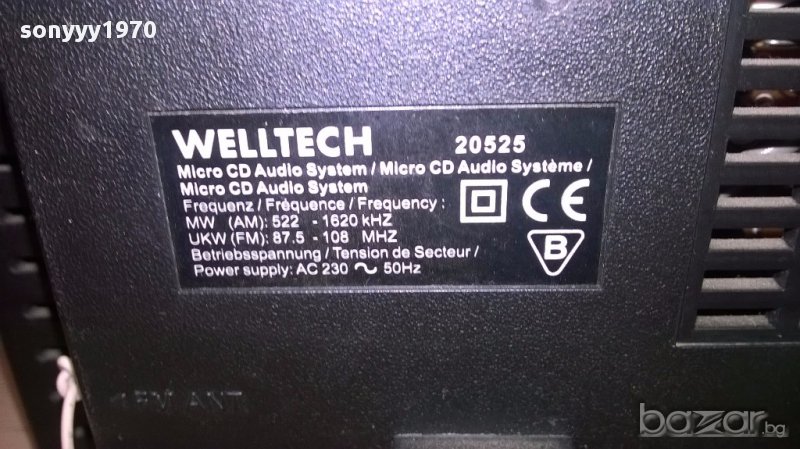 sonyyy1970
WELLTECH 20525
Micro CD Audio System / Micro CD Audio Système /
Micro CD Audio System
Frequenz / Fréquence / Frequency :
MW (AM): 522 - 1620 kHZ
UKW (FM): 87.5 - 108 MHZ
Betriebsspannung / Tension de Secteur /
Power supply: AC 230 ~ 50Hz
CE
B
FM ANT.
bazar.bg